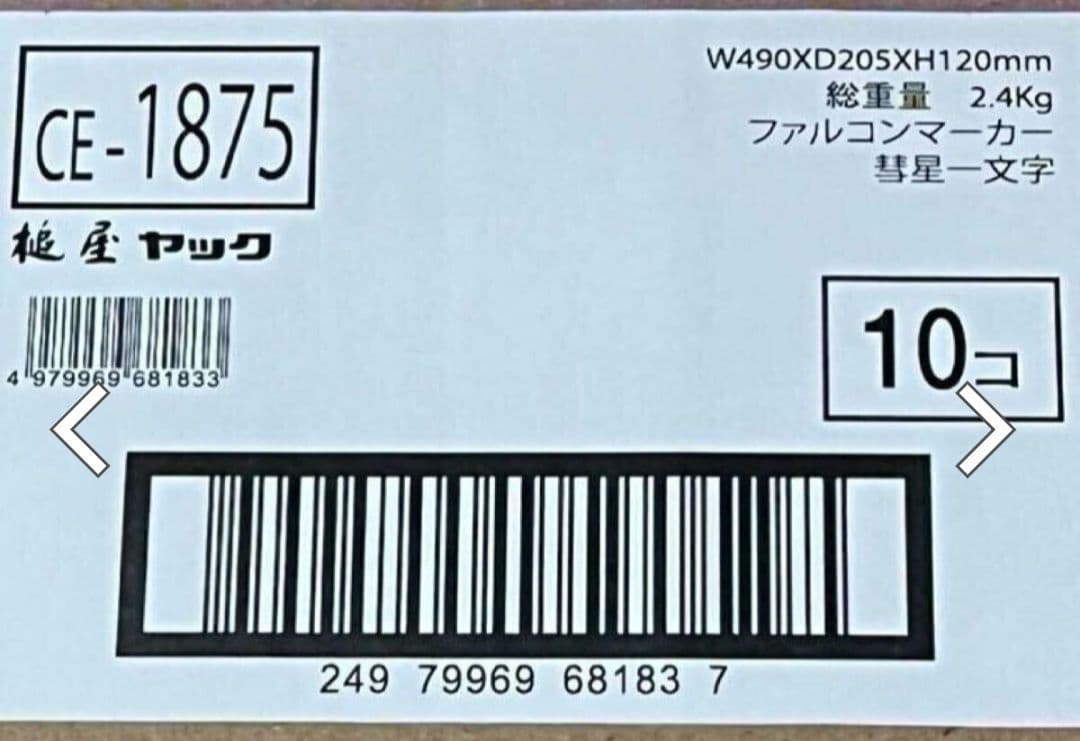 CE-1875
W490XD205XH120mm
総重量 2.4Kg
ファルコンマーカー
彗星一文字
槌屋ヤック
4 979969 681833
10コ
249 79969 68183 7